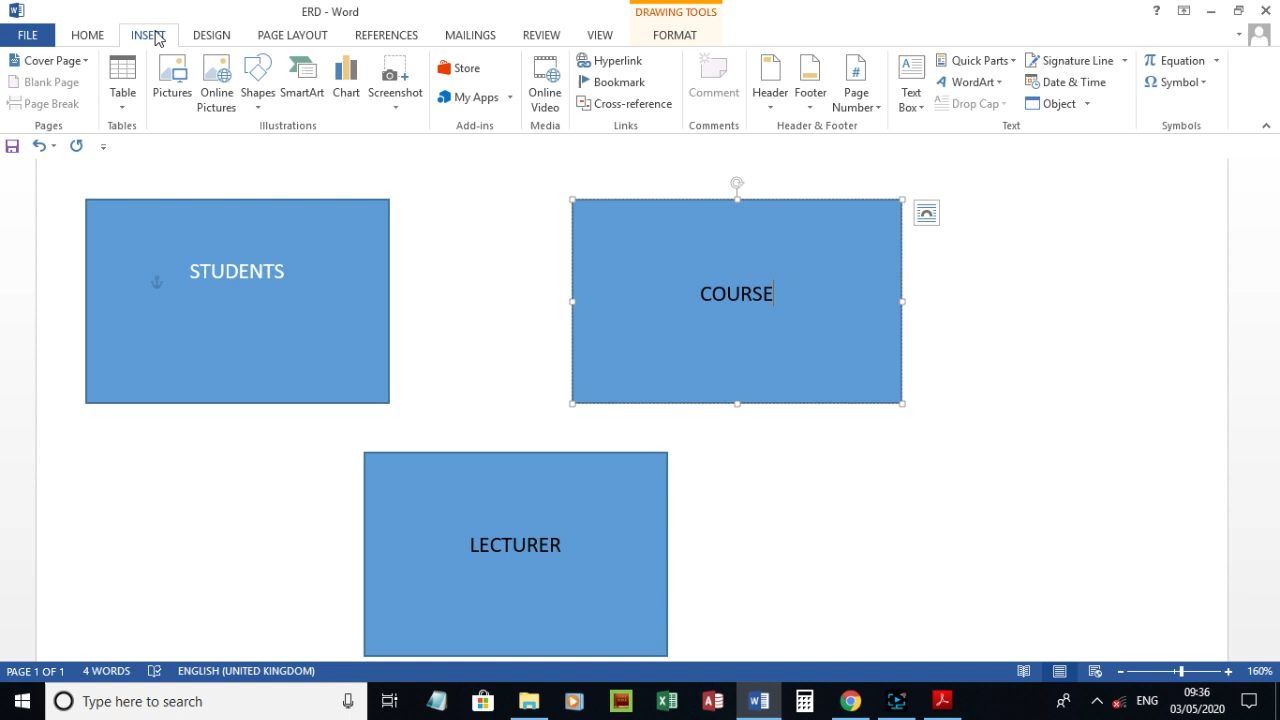 ERD - Word
DRAWING TOOLS
?
FILE
HOME
INSERT
DESIGN
PAGE LAYOUT
REFERENCES
MAILINGS
REVIEW
VIEW
FORMAT
Cover Page
Blank Page
Page Break
Pages
Table
Tables
Pictures
Online Pictures
Shapes
SmartArt
Chart
Screenshot
Illustrations
Store
My Apps
Add-ins
Online Video
Media
Hyperlink
Bookmark
Cross-reference
Links
Comment
Comments
Header
Footer
Page Number
Header & Footer
Text Box
Quick Parts
WordArt
Drop Cap
Signature Line
Date & Time
Object
Text
π Equation
Ω Symbol
Symbols
STUDENTS
COURSE
LECTURER
PAGE 1 OF 1
4 WORDS
ENGLISH (UNITED KINGDOM)
160%
Type here to search
ENG
09:36
03/05/2020